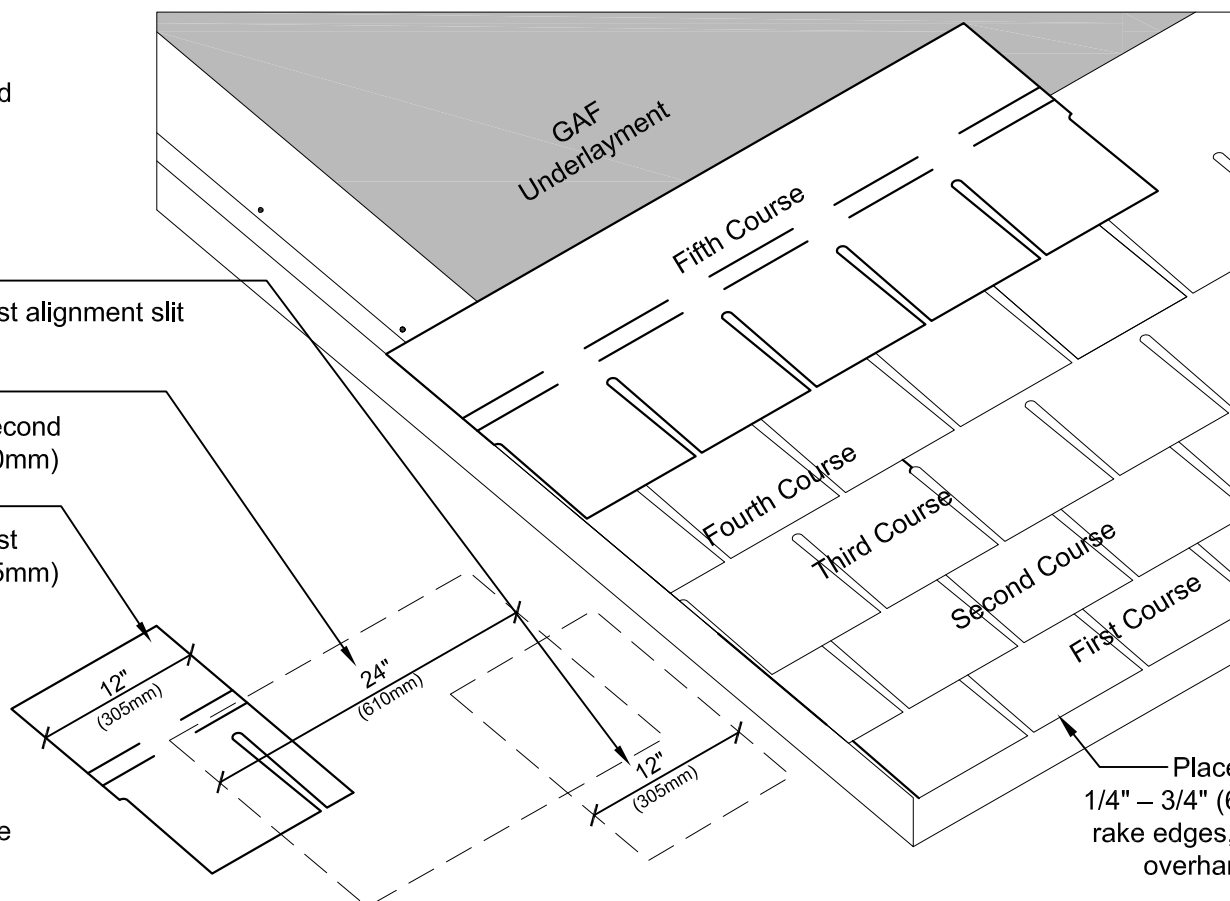 d
GAF
Underlayment
Fifth Course
st alignment slit
econd
0mm)
Fourth Course
Third Course
st
5mm)
Second Course
First Course
12"
(305mm)
24"
(610mm)
12"
(305mm)
Place
1/4" – 3/4" (6
e
rake edges,
overhan